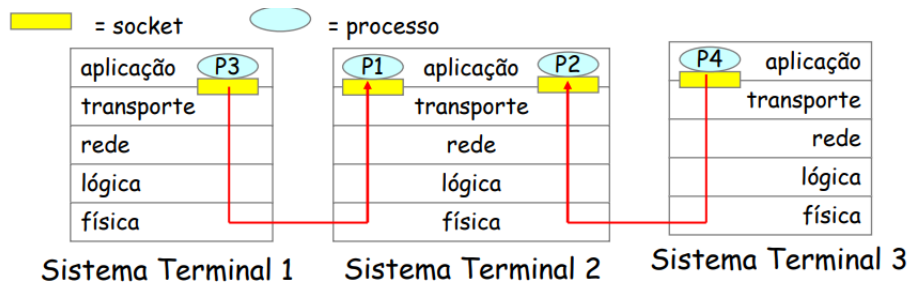 = socket = processo
aplicação P3
transporte
rede
lógica
física
Sistema Terminal 1
P1 aplicação P2
transporte
rede
lógica
física
Sistema Terminal 2
P4 aplicação
transporte
rede
lógica
física
Sistema Terminal 3